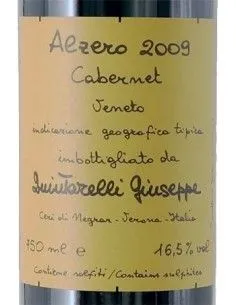 Alzero 2009
Cabernet
Veneto
indicazione geografica tipica
imbottigliato da
Quintarelli Giuseppe
Cerè di Negrar - Verona - Italia
750 ml e 16,5% vol
Contiene solfiti / Contains sulphites